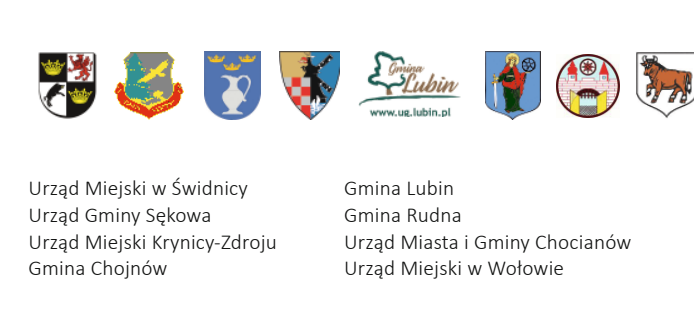 Gmina
Lubin
www.ug.lubin.pl
Urząd Miejski w Świdnicy
Urząd Gminy Sękowa
Urząd Miejski Krynicy-Zdroju
Gmina Chojnów
Gmina Lubin
Gmina Rudna
Urząd Miasta i Gminy Chocianów
Urząd Miejski w Wołowie